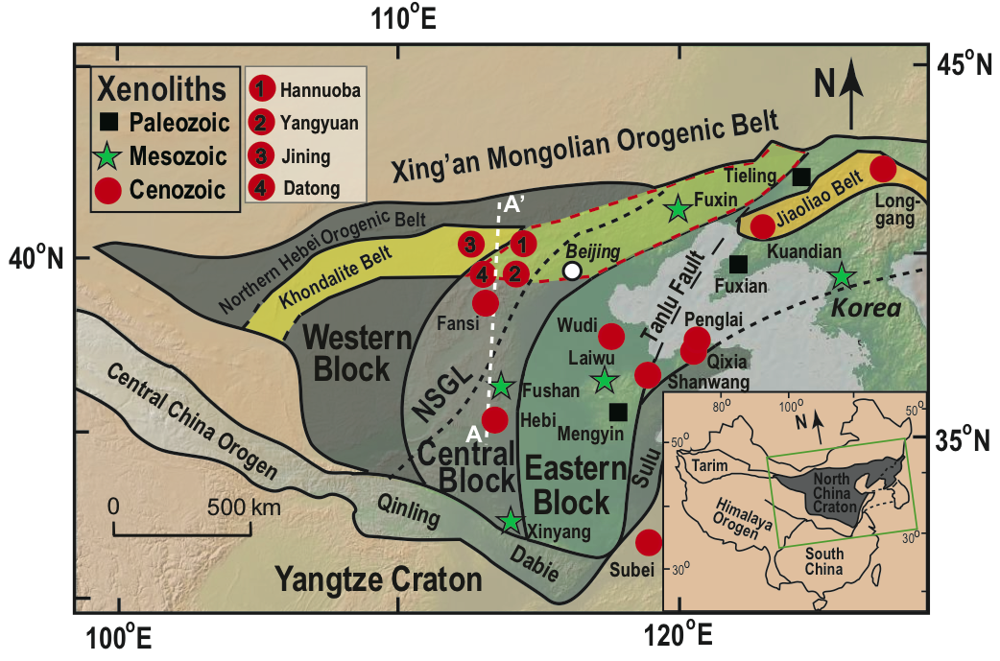 110°E
45°N
40°N
35°N
100°E
120°E
Xenoliths
Paleozoic
Mesozoic
Cenozoic
1 Hannuoba
2 Yangyuan
3 Jining
4 Datong
N
Xing'an Mongolian Orogenic Belt
Northern Hebei Orogenic Belt
Khondalite Belt
A'
3
1
4
2
Beijing
Fuxin
Tieling
Jiaoliao Belt
Long-
gang
Kuandian
Fuxian
Korea
Tanlu Fault
Fansi
Western
Block
NSGL
Wudi
Laiwu
Penglai
Qixia
Shanwang
Fushan
Hebi
Mengyin
A
Central
Block
Eastern
Block
Sulu
Central China Orogen
Qinling
Xinyang
Dabie
Subei
0
500 km
Yangtze Craton
80°
100°
50°
N
50°
Tarim
North
China
Craton
Himalaya
Orogen
South
China
30°
30°